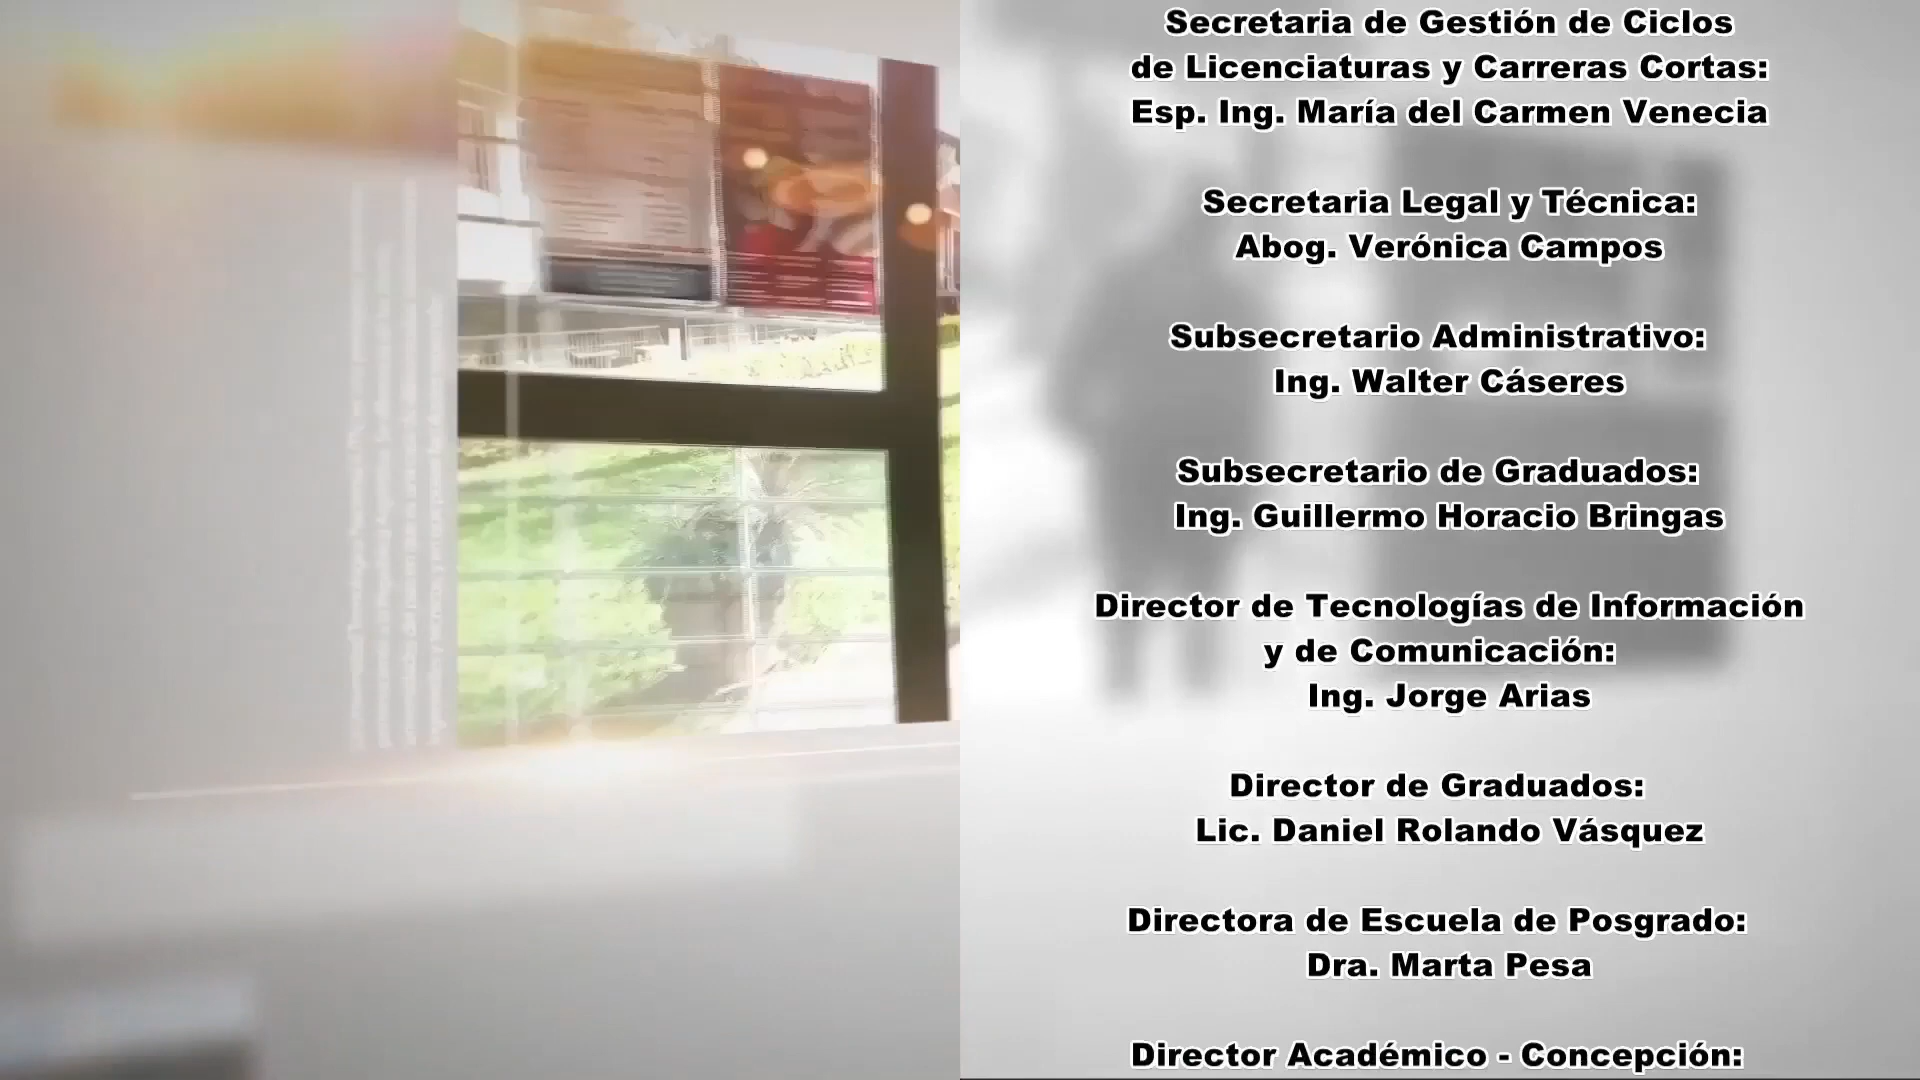 Secretaria de Gestión de Ciclos
de Licenciaturas y Carreras Cortas:
Esp. Ing. María del Carmen Venecia
Secretaria Legal y Técnica:
Abog. Verónica Campos
Subsecretario Administrativo:
Ing. Walter Cáseres
Subsecretario de Graduados:
Ing. Guillermo Horacio Bringas
Director de Tecnologías de Información
y de Comunicación:
Ing. Jorge Arias
Director de Graduados:
Lic. Daniel Rolando Vásquez
Directora de Escuela de Posgrado:
Dra. Marta Pesa
Director Académico - Concepción: